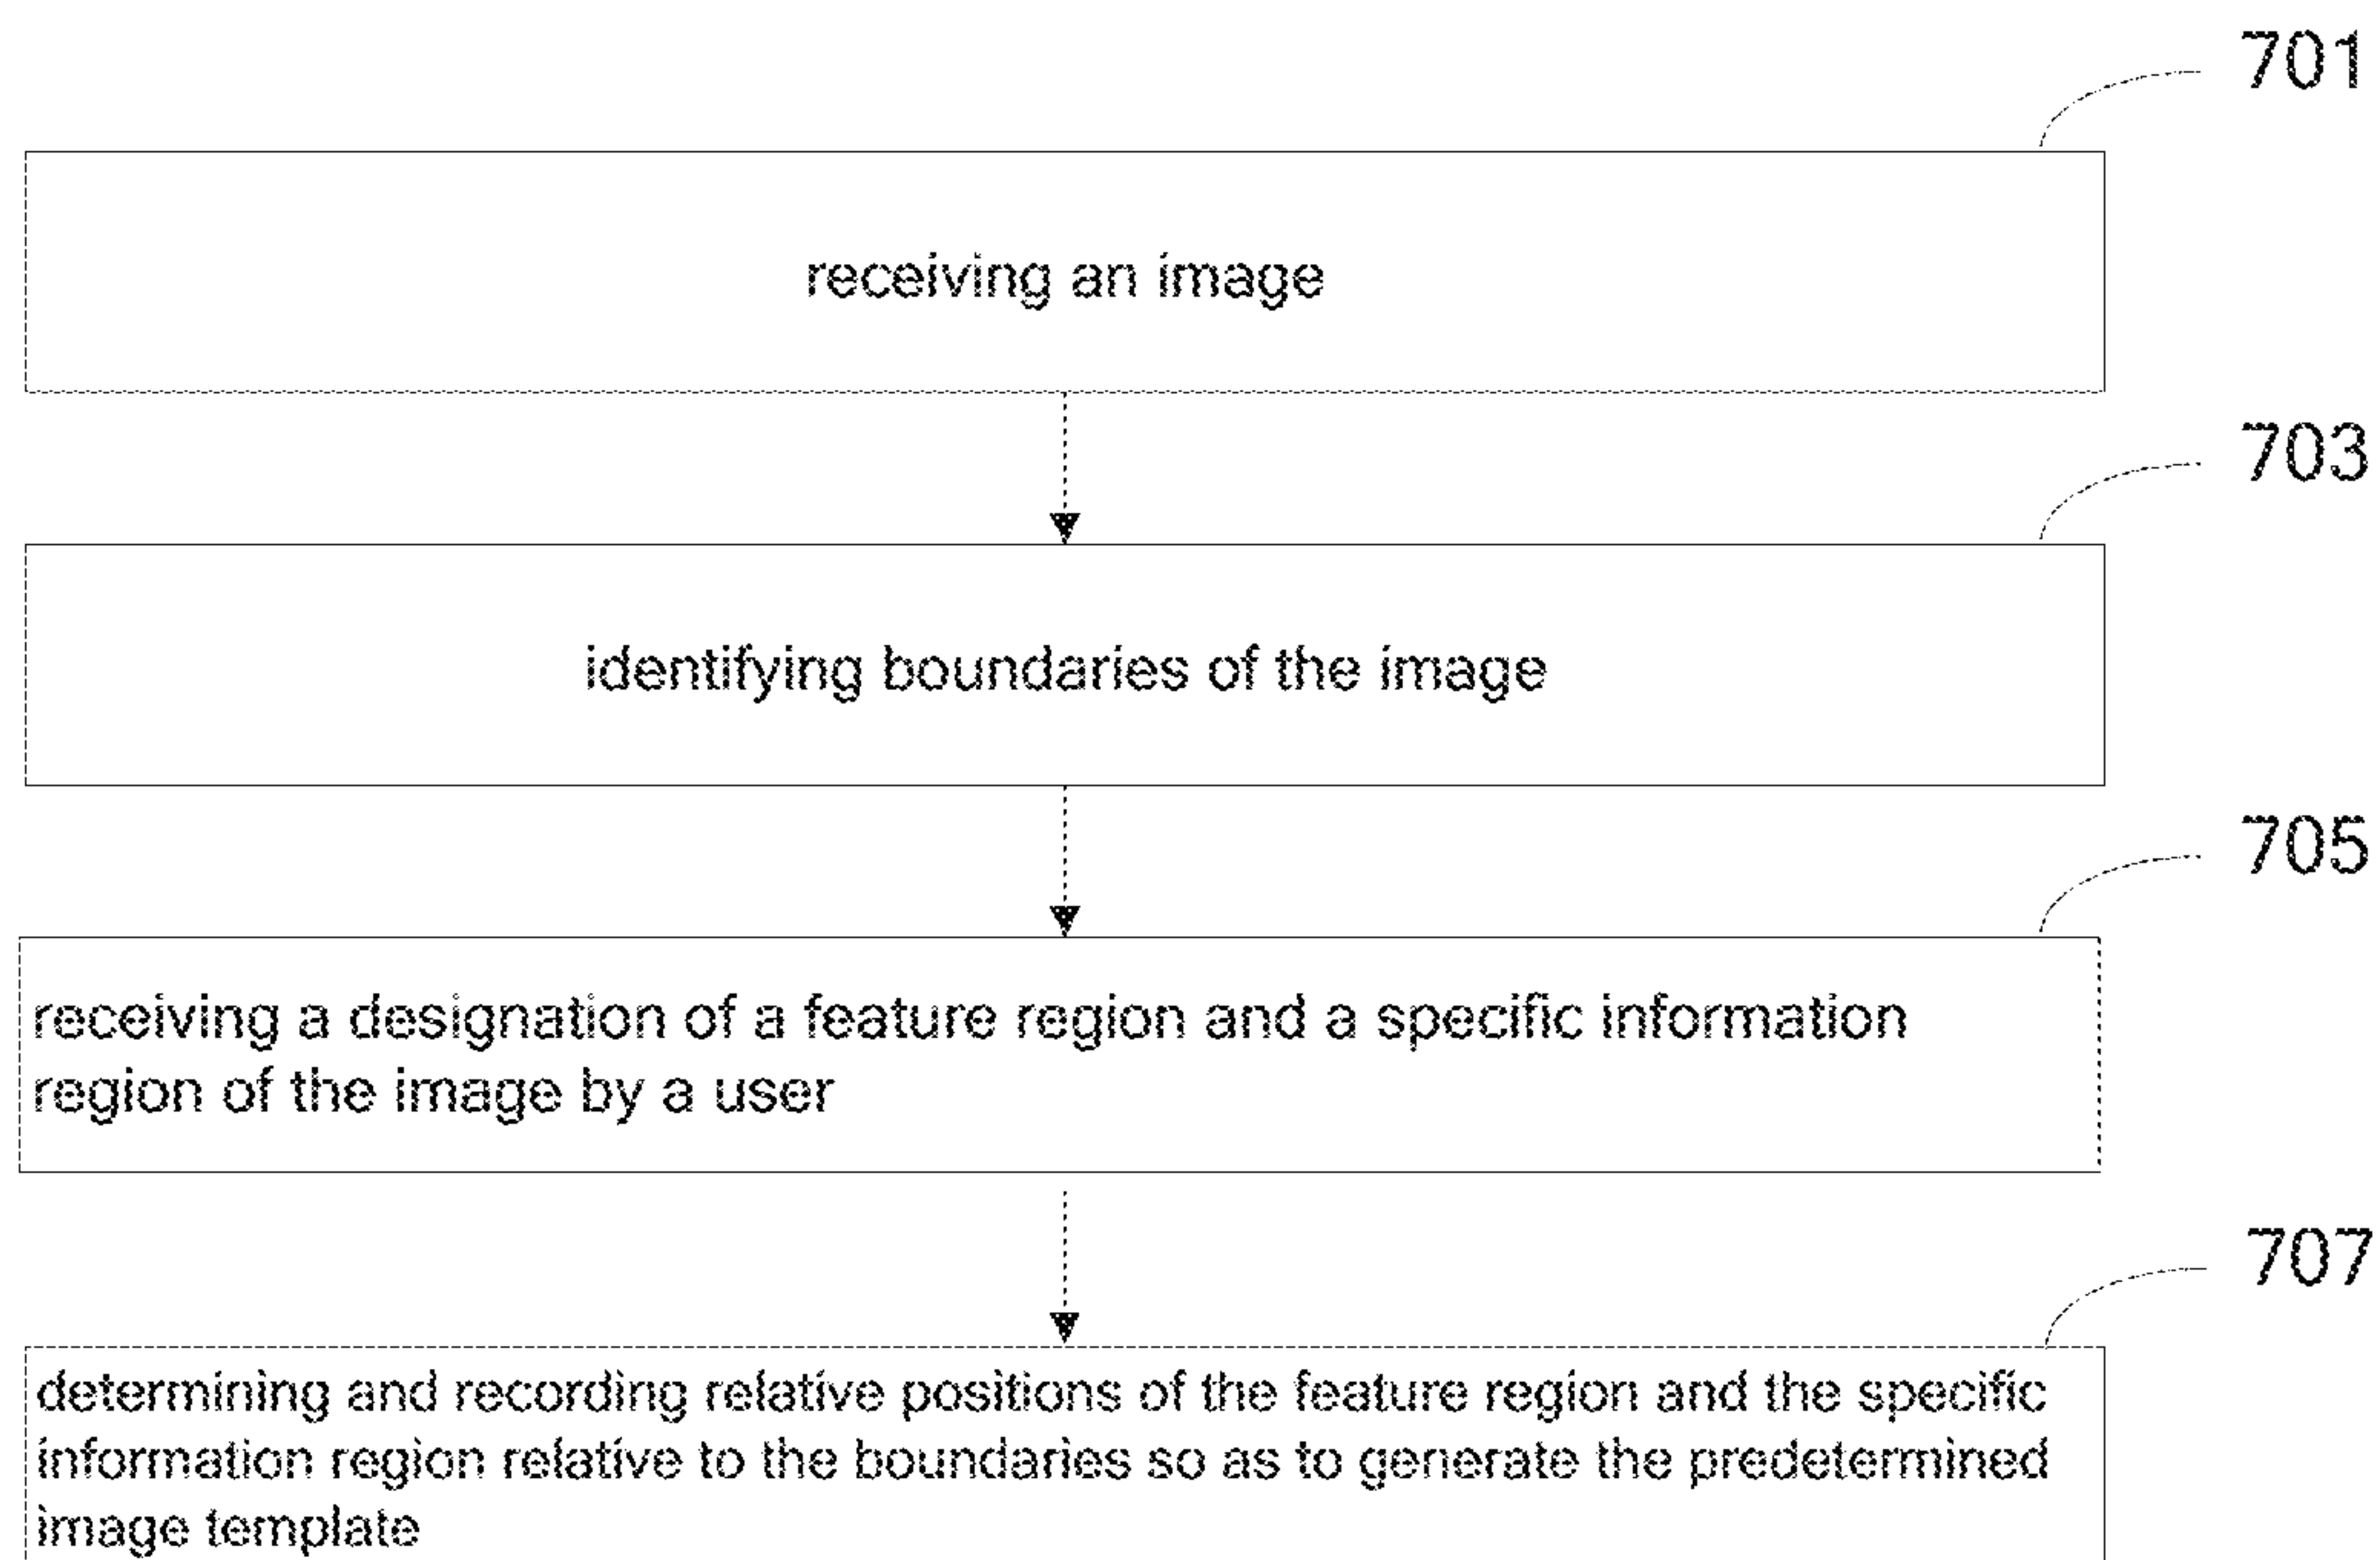 701
receiving an image
703
identifying boundaries of the image
705
receiving a designation of a feature region and a specific information
region of the image by a user
707
determining and recording relative positions of the feature region and the specific
information region relative to the boundaries so as to generate the predetermined
image template